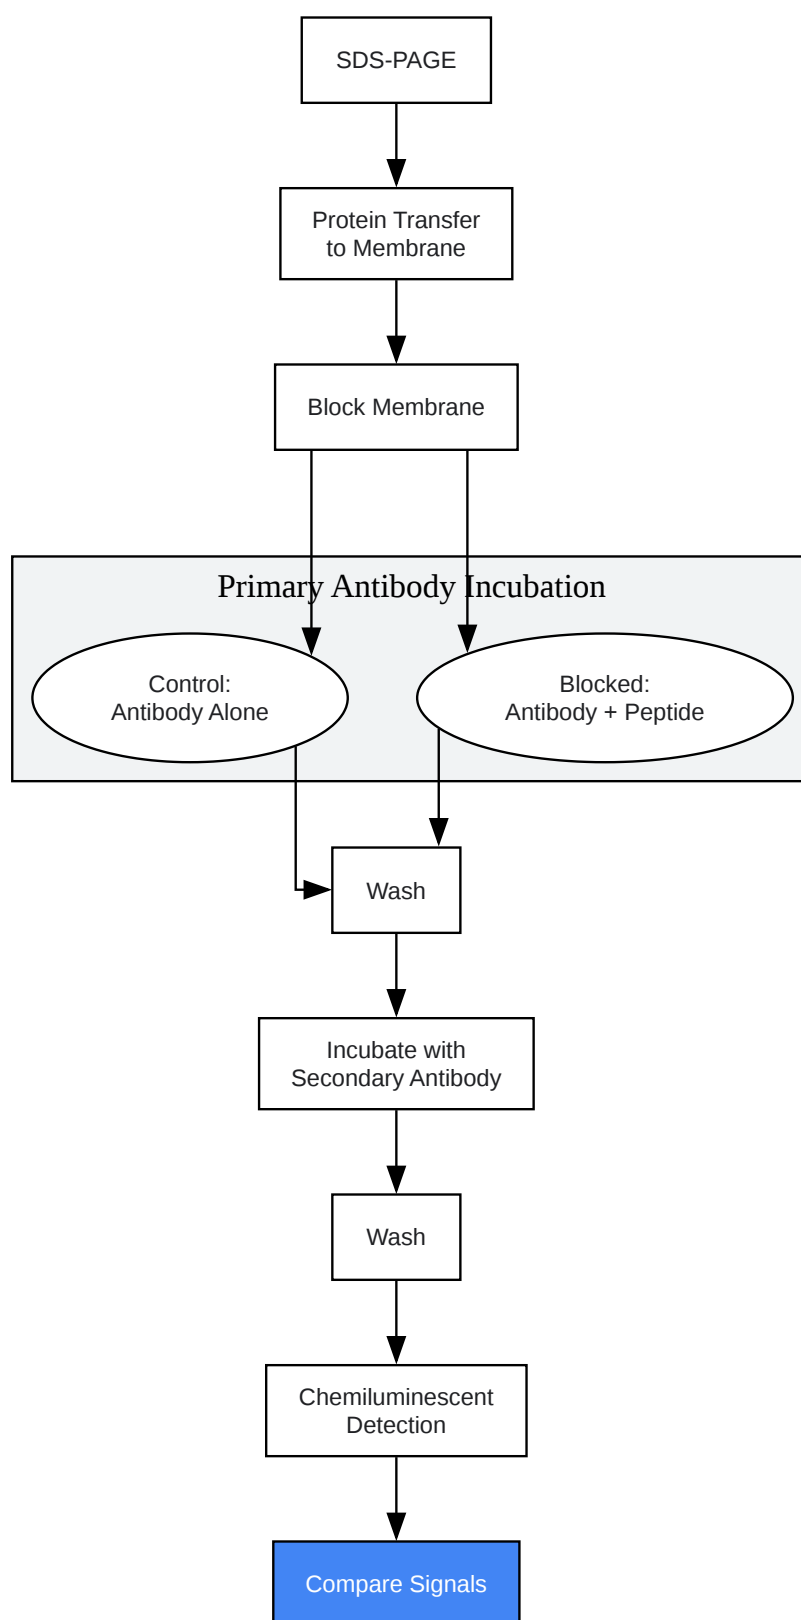 SDS-PAGE
Protein Transfer
to Membrane
Block Membrane
Primary Antibody Incubation
Control:
Antibody Alone
Blocked:
Antibody + Peptide
Wash
Incubate with
Secondary Antibody
Wash
Chemiluminescent
Detection
Compare Signals